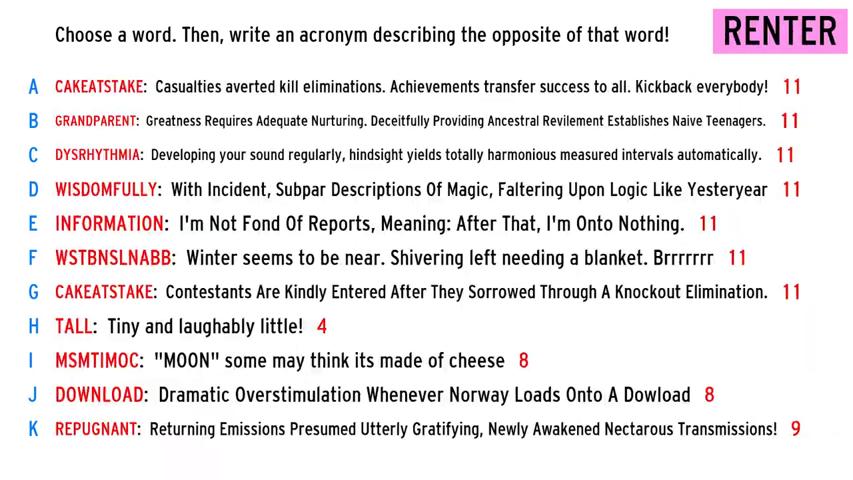 Choose a word. Then, write an acronym describing the opposite of that word!
RENTER
A CAKEATSTAKE: Casualties averted kill eliminations. Achievements transfer success to all. Kickback everybody! 11
B GRANDPARENT: Greatness Requires Adequate Nurturing. Deceitfully Providing Ancestral Revilement Establishes Naive Teenagers. 11
C DYSRHYTHMIA: Developing your sound regularly, hindsight yields totally harmonious measured intervals automatically. 11
D WISDOMFULLY: With Incident, Subpar Descriptions Of Magic, Faltering Upon Logic Like Yesteryear 11
E INFORMATION: I'm Not Fond Of Reports, Meaning: After That, I'm Onto Nothing. 11
F WSTBNSLNABB: Winter seems to be near. Shivering left needing a blanket. Brrrrrrr 11
G CAKEATSTAKE: Contestants Are Kindly Entered After They Sorrowed Through A Knockout Elimination. 11
H TALL: Tiny and laughably little! 4
I MSMTIMOC: "MOON" some may think its made of cheese 8
J DOWNLOAD: Dramatic Overstimulation Whenever Norway Loads Onto A Dowload 8
K REPUGNANT: Returning Emissions Presumed Utterly Gratifying, Newly Awakened Nectarous Transmissions! 9